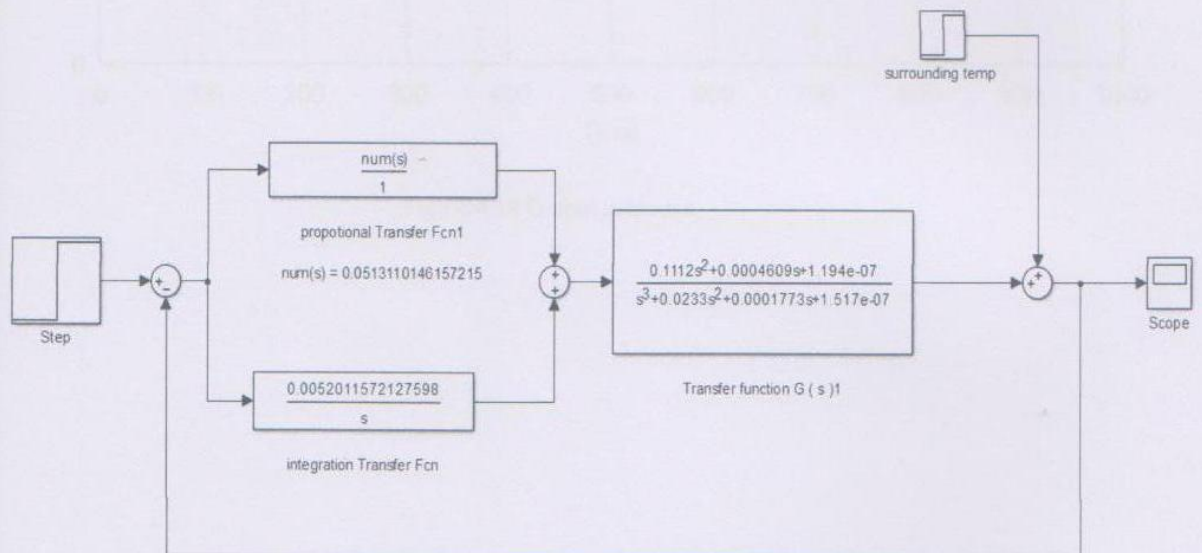 surrounding temp
num(s)
1
propotional Transfer Fcn1
num(s) = 0.0513110146157215
Step
+
−
+
+
0.1112s²+0.0004609s+1.194e-07
s³+0.0233s²+0.0001773s+1.517e-07
Transfer function G ( s )1
+
+
Scope
0.0052011572127598
s
integration Transfer Fcn